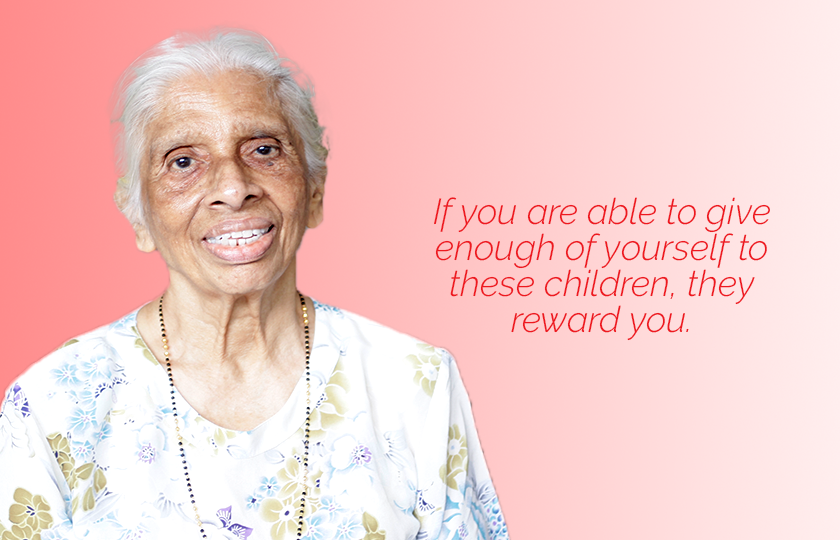 If you are able to give
enough of yourself to
these children, they
reward you.